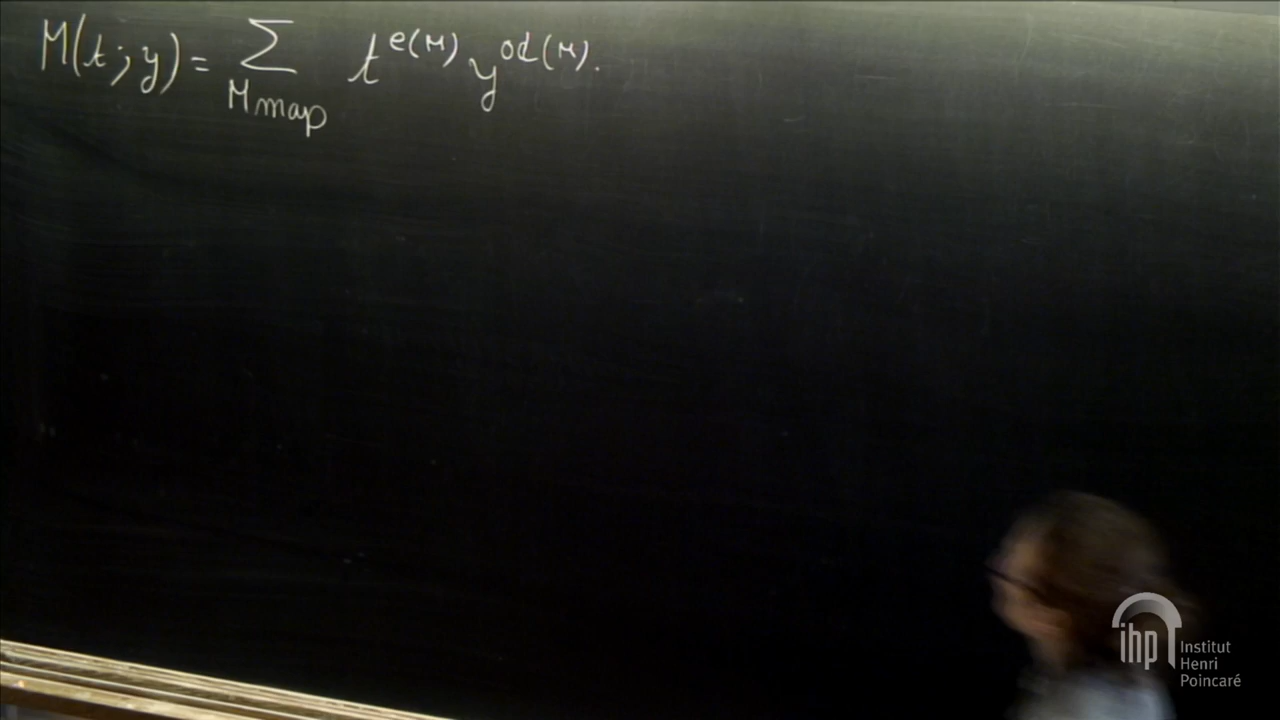 M(t;y) = Σ t^{e(M)} y^{od(M)}.
M map
ihp
Institut
Henri
Poincaré